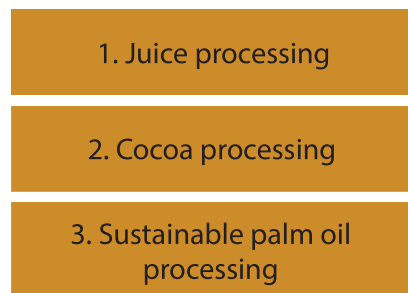 1. Juice processing
2. Cocoa processing
3. Sustainable palm oil
processing